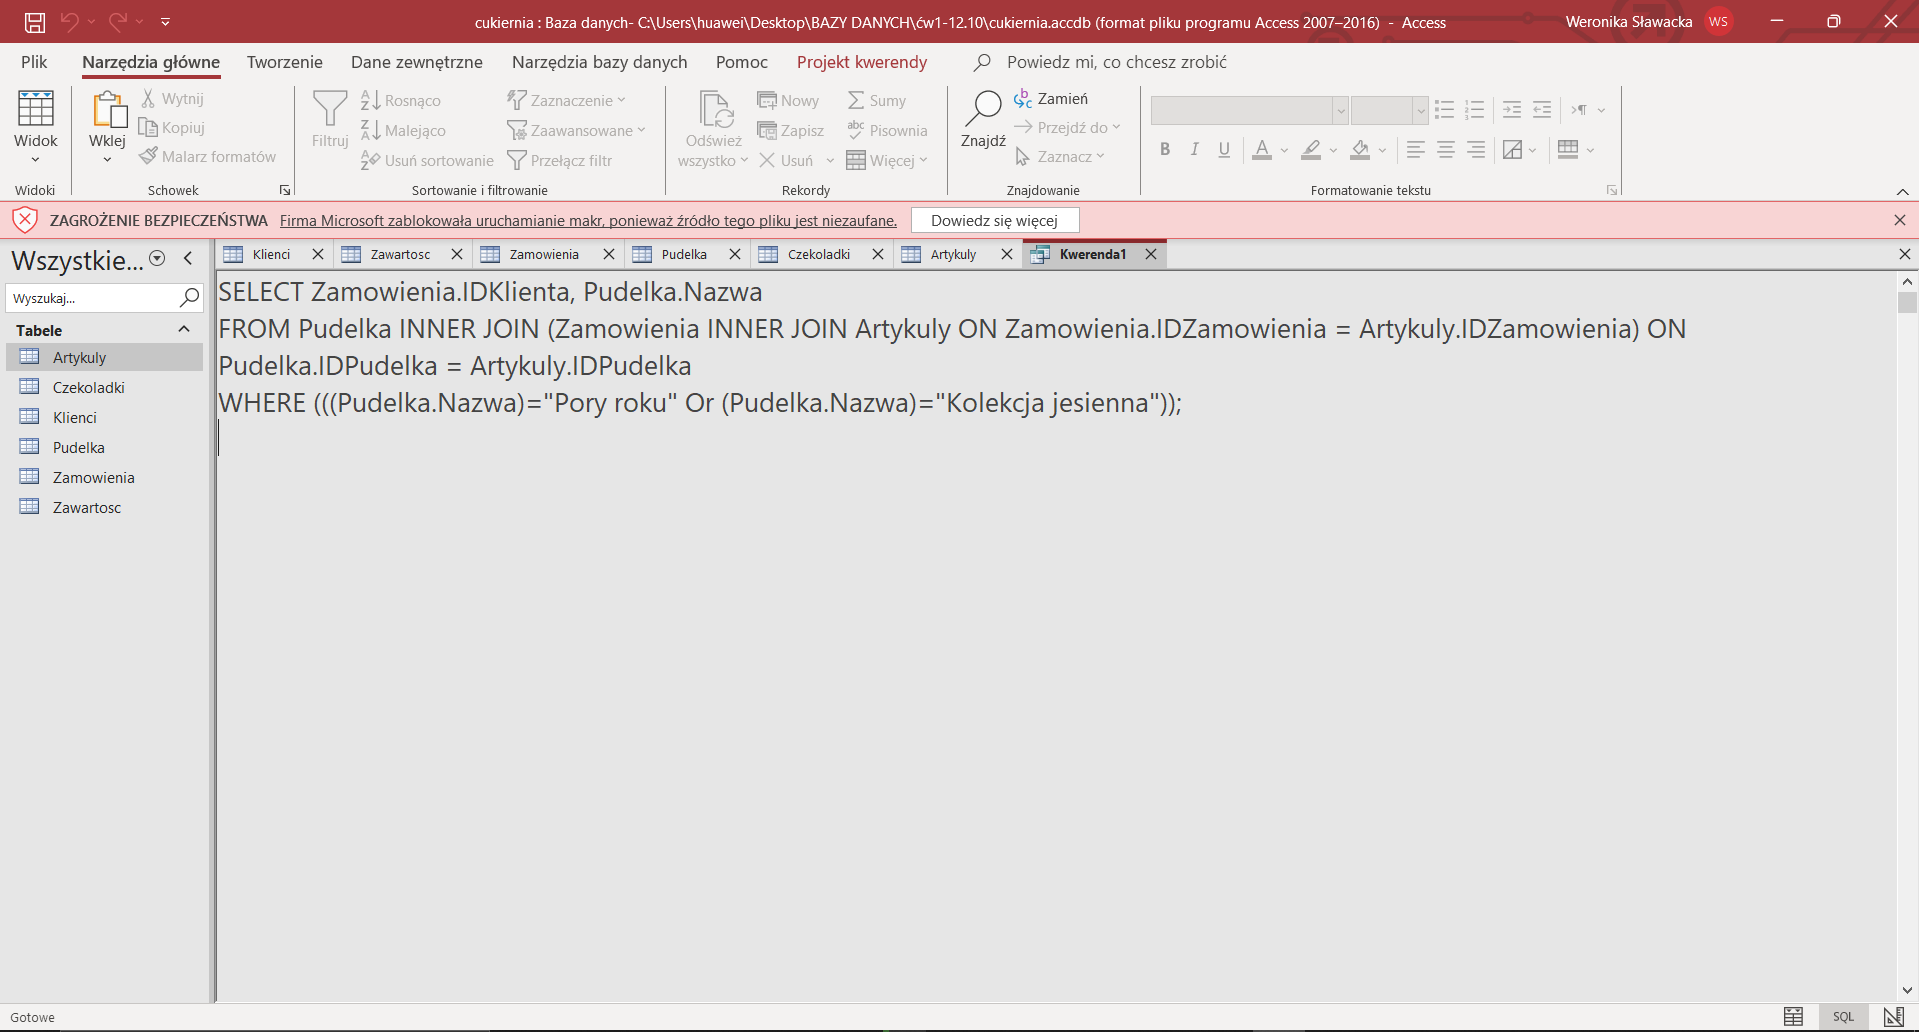 cukiernia : Baza danych- C:\Users\huawei\Desktop\BAZY DANYCH\ćw1-12.10\cukiernia.accdb (format pliku programu Access 2007–2016) - Access
Weronika Sławacka
WS
Plik
Narzędzia główne
Tworzenie
Dane zewnętrzne
Narzędzia bazy danych
Pomoc
Projekt kwerendy
Powiedz mi, co chcesz zrobić
Widok
Widoki
Wklej
Wytnij
Kopiuj
Malarz formatów
Schowek
Filtruj
Rosnąco
Malejąco
Usuń sortowanie
Zaznaczenie
Zaawansowane
Przełącz filtr
Sortowanie i filtrowanie
Odśwież
wszystko
Nowy
Zapisz
Usuń
Sumy
Pisownia
Więcej
Rekordy
Znajdź
Zamień
Przejdź do
Zaznacz
Znajdowanie
B I U
Formatowanie tekstu
ZAGROŻENIE BEZPIECZEŃSTWA Firma Microsoft zablokowała uruchamianie makr, ponieważ źródło tego pliku jest niezaufane.
Dowiedz się więcej
Wszystkie...
Wyszukaj...
Tabele
Artykuly
Czekoladki
Klienci
Pudelka
Zamowienia
Zawartosc
Klienci
Zawartosc
Zamowienia
Pudelka
Czekoladki
Artykuly
Kwerenda1
SELECT Zamowienia.IDKlienta, Pudelka.Nazwa
FROM Pudelka INNER JOIN (Zamowienia INNER JOIN Artykuly ON Zamowienia.IDZamowienia = Artykuly.IDZamowienia) ON
Pudelka.IDPudelka = Artykuly.IDPudelka
WHERE (((Pudelka.Nazwa)="Pory roku" Or (Pudelka.Nazwa)="Kolekcja jesienna"));
Gotowe
SQL